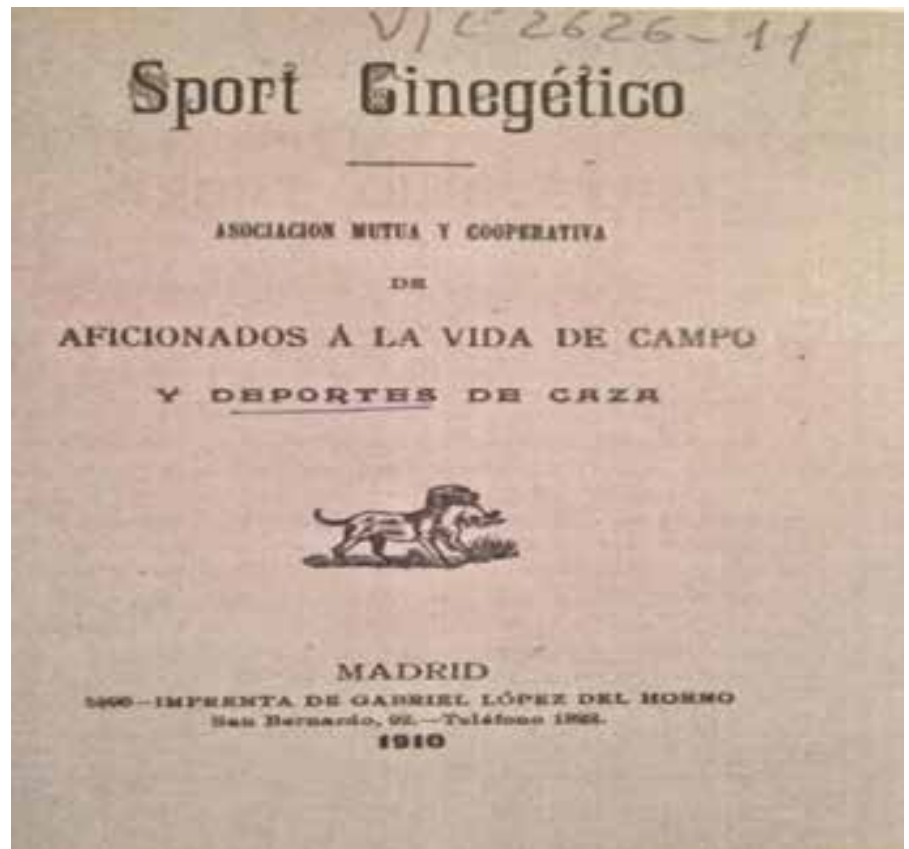 V/C 2626-11
Sport Cinegético
ASOCIACION MUTUA Y COOPERATIVA
DE
AFICIONADOS Á LA VIDA DE CAMPO
Y DEPORTES DE CAZA
MADRID
IMPRENTA DE GABRIEL LÓPEZ DEL HORNO
San Bernardo, 92.—Teléfono
1910